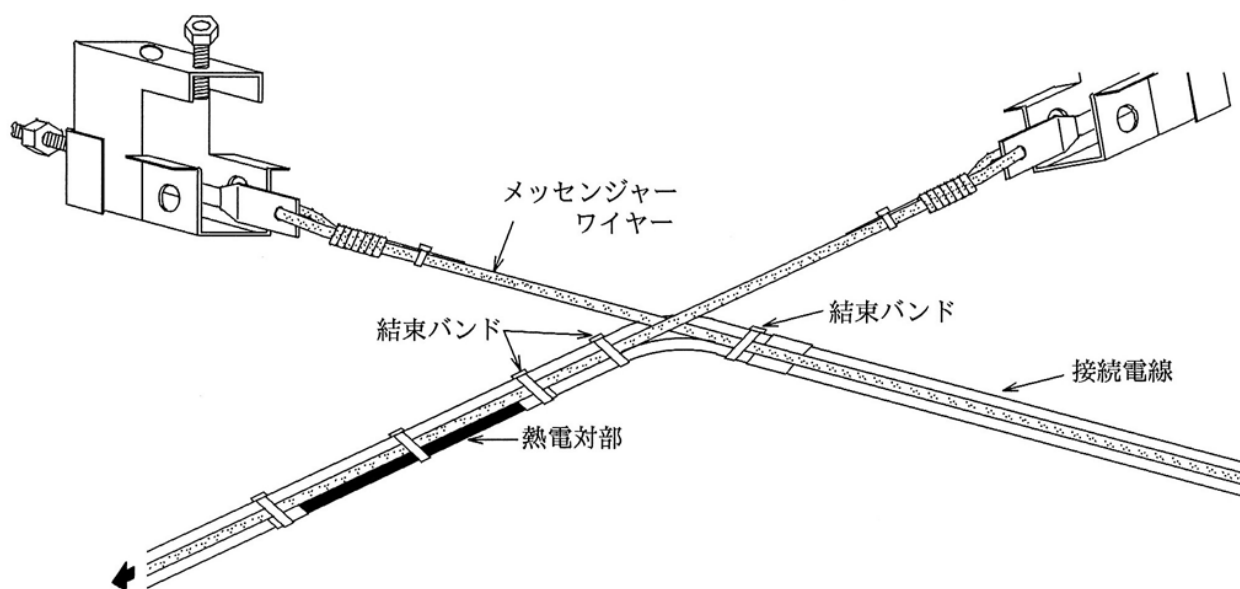 メッセンジャー
ワイヤー
結束バンド
結束バンド
接続電線
熱電対部